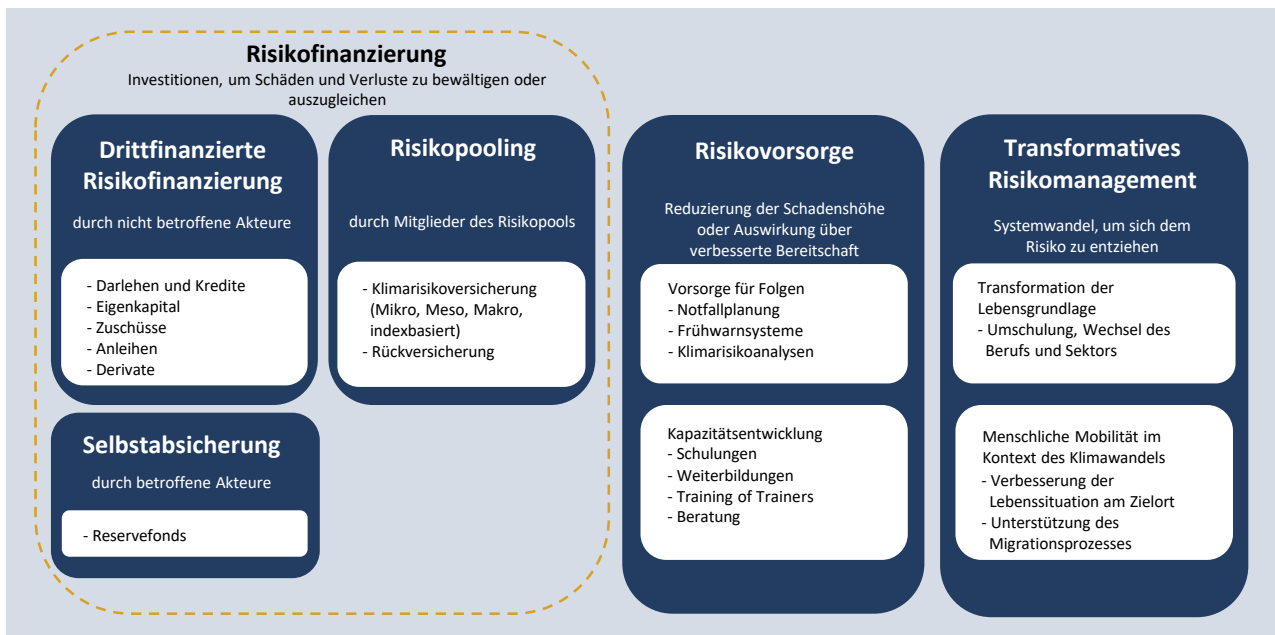 Risikofinanzierung
Investitionen, um Schäden und Verluste zu bewältigen oder
auszugleichen
Drittfinanzierte
Risikofinanzierung
durch nicht betroffene Akteure
- Darlehen und Kredite
- Eigenkapital
- Zuschüsse
- Anleihen
- Derivate
Selbstabsicherung
durch betroffene Akteure
- Reservefonds
Risikopooling
durch Mitglieder des Risikopools
- Klimarisikoversicherung
(Mikro, Meso, Makro,
indexbasiert)
- Rückversicherung
Risikovorsorge
Reduzierung der Schadenshöhe
oder Auswirkung über
verbesserte Bereitschaft
Vorsorge für Folgen
- Notfallplanung
- Frühwarnsysteme
- Klimarisikoanalysen
Kapazitätsentwicklung
- Schulungen
- Weiterbildungen
- Training of Trainers
- Beratung
Transformatives
Risikomanagement
Systemwandel, um sich dem
Risiko zu entziehen
Transformation der
Lebensgrundlage
- Umschulung, Wechsel des
Berufs und Sektors
Menschliche Mobilität im
Kontext des Klimawandels
- Verbesserung der
Lebenssituation am Zielort
- Unterstützung des
Migrationsprozesses